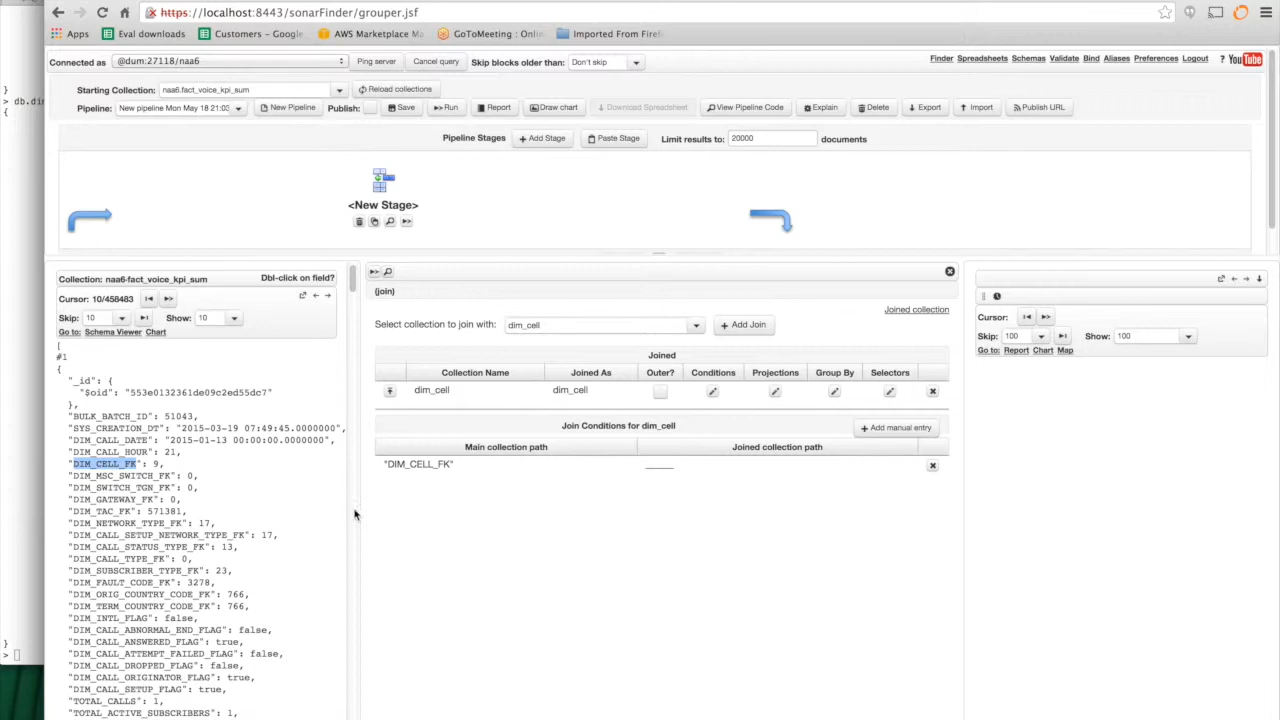 https://localhost:8443/sonarFinder/grouper.jsf
Apps Eval downloads Customers - Google AWS Marketplace Ma GoToMeeting : Onlin Imported From Firef
Connected as @dum:27118/naa6 Ping server Cancel query Skip blocks older than: Don't skip Finder Spreadsheets Schemas Validate Bind Aliases Preferences Logout ? YouTube
Starting Collection: naa6.fact_voice_kpi_sum Reload collections
Pipeline: New pipeline Mon May 18 21:03 New Pipeline Publish: Save Run Report Draw chart Download Spreadsheet View Pipeline Code Explain Delete Export Import Publish URL
Pipeline Stages Add Stage Paste Stage Limit results to: 20000 documents
<New Stage>
}
> db.dim
{
}
>
Collection: naa6-fact_voice_kpi_sum Dbl-click on field?
Cursor: 10/458483
Skip: 10 Show: 10
Go to: Schema Viewer Chart
[
#1
{
"_id": {
"$oid": "553e0132361de09c2ed55dc7"
},
"BULK_BATCH_ID": 51043,
"SYS_CREATION_DT": "2015-03-19 07:49:45.0000000",
"DIM_CALL_DATE": "2015-01-13 00:00:00.0000000",
"DIM_CALL_HOUR": 21,
"DIM_CELL_FK": 9,
"DIM_MSC_SWITCH_FK": 0,
"DIM_SWITCH_TGN_FK": 0,
"DIM_GATEWAY_FK": 0,
"DIM_TAC_FK": 571381,
"DIM_NETWORK_TYPE_FK": 17,
"DIM_CALL_SETUP_NETWORK_TYPE_FK": 17,
"DIM_CALL_STATUS_TYPE_FK": 13,
"DIM_CALL_TYPE_FK": 0,
"DIM_SUBSCRIBER_TYPE_FK": 23,
"DIM_FAULT_CODE_FK": 3278,
"DIM_ORIG_COUNTRY_CODE_FK": 766,
"DIM_TERM_COUNTRY_CODE_FK": 766,
"DIM_INTL_FLAG": false,
"DIM_CALL_ABNORMAL_END_FLAG": false,
"DIM_CALL_ANSWERED_FLAG": true,
"DIM_CALL_ATTEMPT_FAILED_FLAG": false,
"DIM_CALL_DROPPED_FLAG": false,
"DIM_CALL_ORIGINATOR_FLAG": true,
"DIM_CALL_SETUP_FLAG": true,
"TOTAL_CALLS": 1,
"TOTAL_ACTIVE_SUBSCRIBERS": 1,
{join}
Joined collection
Select collection to join with: dim_cell Add Join
Joined
Collection Name Joined As Outer? Conditions Projections Group By Selectors
dim_cell dim_cell
Join Conditions for dim_cell Add manual entry
Main collection path Joined collection path
"DIM_CELL_FK" ______
Cursor:
Skip: 100 Show: 100
Go to: Report Chart Map